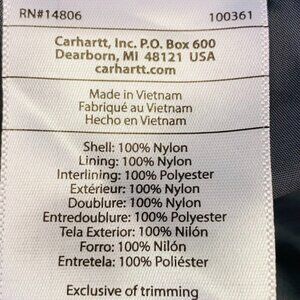 RN#14806 100361
Carhartt, Inc. P.O. Box 600
Dearborn, MI 48121 USA
carhartt.com
Made in Vietnam
Fabriqué au Vietnam
Hecho en Vietnam
Shell: 100% Nylon
Lining: 100% Nylon
Interlining: 100% Polyester
Extérieur: 100% Nylon
Doublure: 100% Nylon
Entredoublure: 100% Polyester
Tela Exterior: 100% Nilón
Forro: 100% Nilón
Entretela: 100% Poliéster
Exclusive of trimming